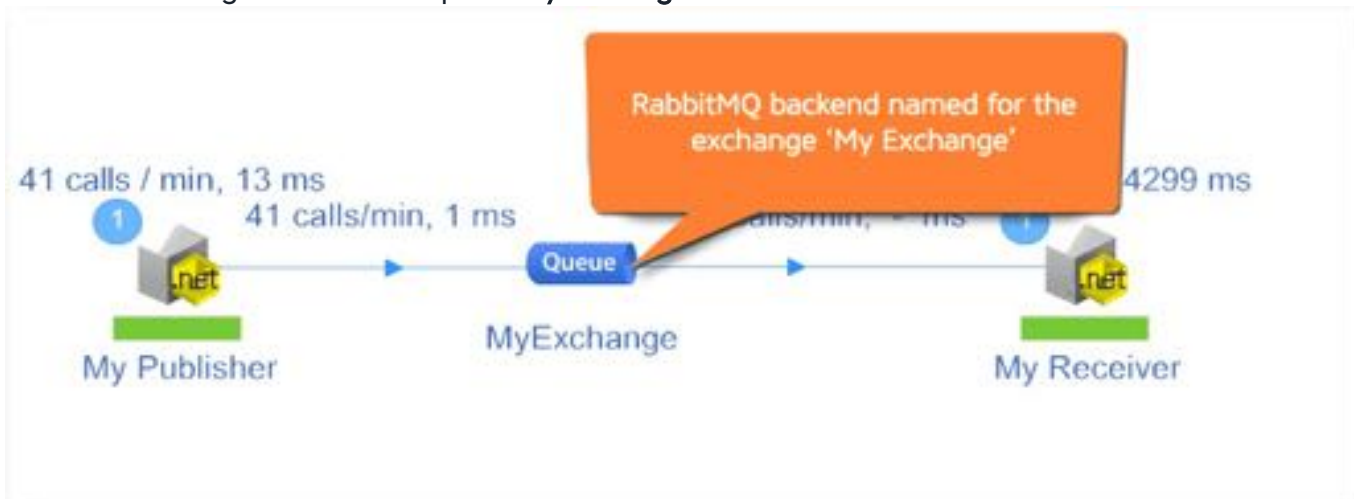 RabbitMQ backend named for the
exchange 'My Exchange'
41 calls / min, 13 ms
4299 ms
1
41 calls/min, 1 ms
ms
Queue
.net
.net
MyExchange
My Publisher
My Receiver